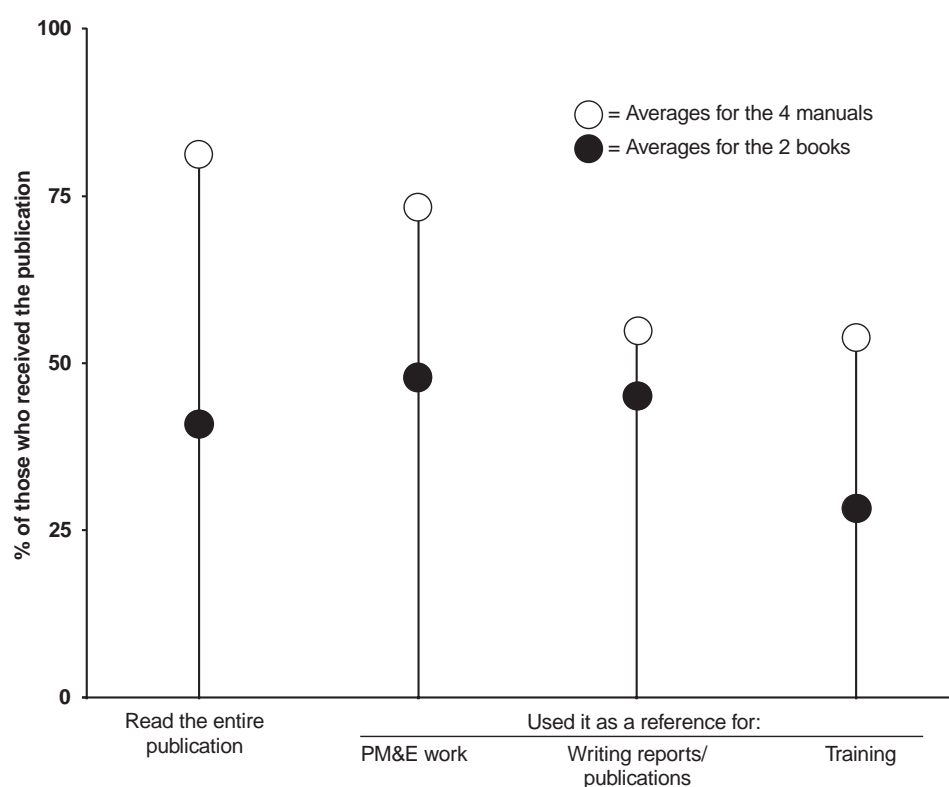 100
= Averages for the 4 manuals
= Averages for the 2 books
75
50
25
0
% of those who received the publication
Read the entire
publication
Used it as a reference for:
PM&E work
Writing reports/
publications
Training